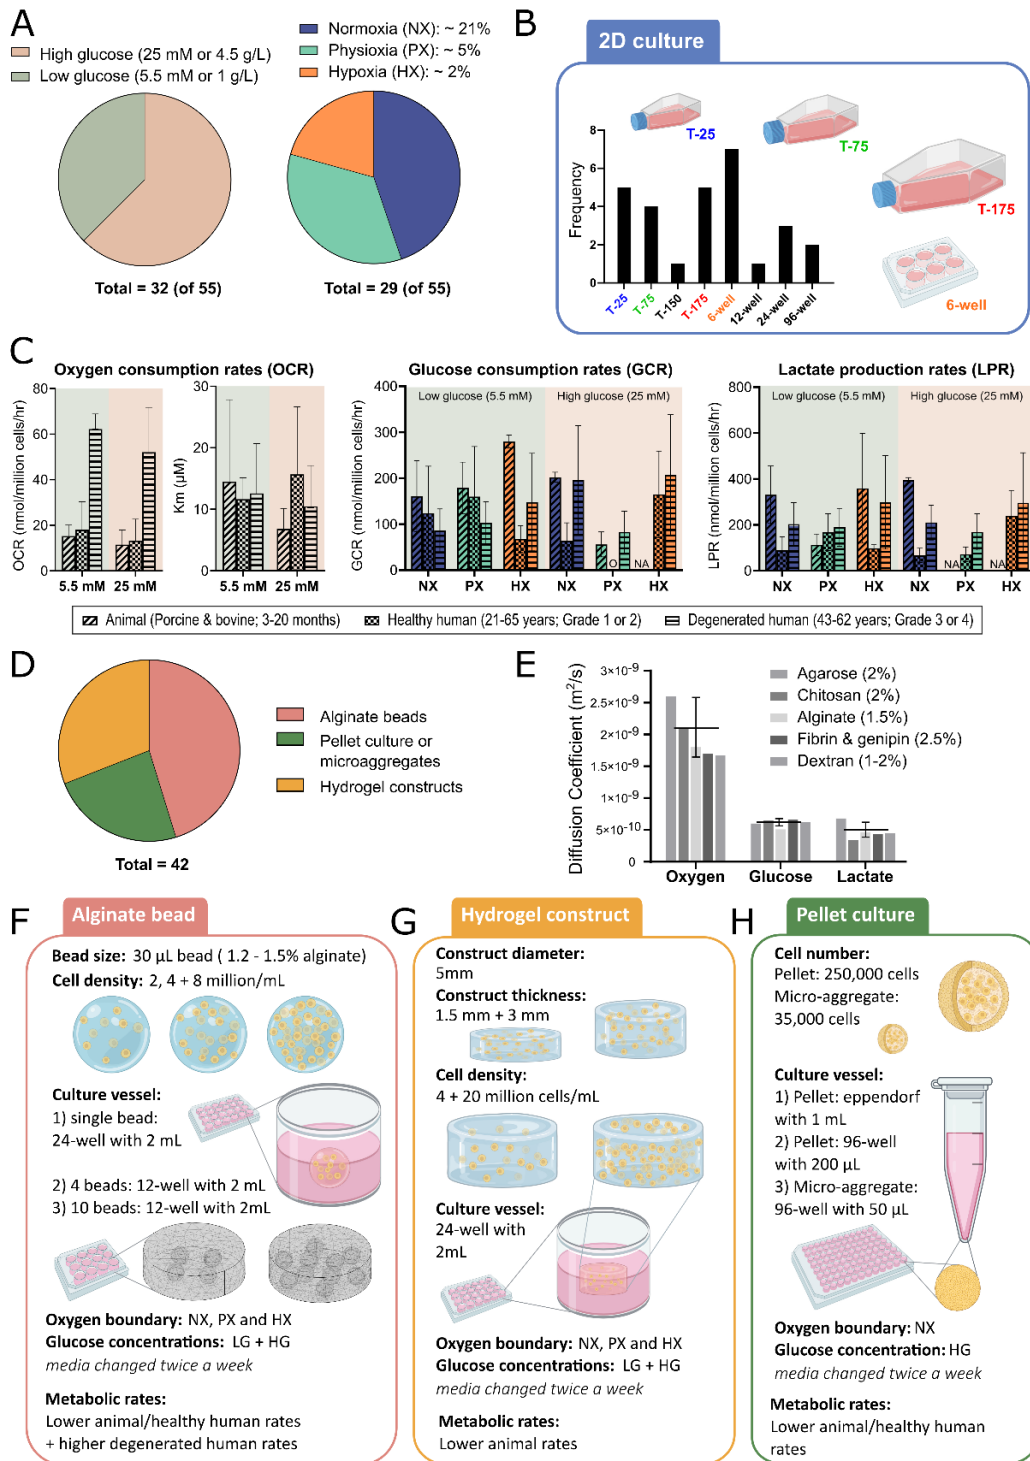 A
High glucose (25 mM or 4.5 g/L)
Low glucose (5.5 mM or 1 g/L)
Total = 32 (of 55)
Normoxia (NX): ~ 21%
Physioxia (PX): ~ 5%
Hypoxia (HX): ~ 2%
Total = 29 (of 55)
B
2D culture
T-25
T-75
T-175
6-well
Frequency
8
6
4
2
0
T-25
T-75
T-150
T-175
6-well
12-well
24-well
96-well
C
Oxygen consumption rates (OCR)
OCR (nmol/million cells/hr)
80
60
40
20
0
5.5 mM
25 mM
Km (µM)
30
20
10
0
5.5 mM
25 mM
Glucose consumption rates (GCR)
GCR (nmol/million cells/hr)
400
300
200
100
0
Low glucose (5.5 mM)
High glucose (25 mM)
O
NA
NX
PX
HX
NX
PX
HX
Lactate production rates (LPR)
LPR (nmol/million cells/hr)
800
600
400
200
0
Low glucose (5.5 mM)
High glucose (25 mM)
NA
NA
NX
PX
HX
NX
PX
HX
Animal (Porcine & bovine; 3-20 months)
Healthy human (21-65 years; Grade 1 or 2)
Degenerated human (43-62 years; Grade 3 or 4)
D
Alginate beads
Pellet culture or
microaggregates
Hydrogel constructs
Total = 42
E
Diffusion Coefficient (m²/s)
3×10⁻⁹
2.5×10⁻⁹
2×10⁻⁹
1.5×10⁻⁹
1×10⁻⁹
5×10⁻¹⁰
0
Oxygen
Glucose
Lactate
Agarose (2%)
Chitosan (2%)
Alginate (1.5%)
Fibrin & genipin (2.5%)
Dextran (1-2%)
F
Alginate bead
Bead size: 30 µL bead ( 1.2 - 1.5% alginate)
Cell density: 2, 4 + 8 million/mL
Culture vessel:
1) single bead:
24-well with 2 mL
2) 4 beads: 12-well with 2 mL
3) 10 beads: 12-well with 2mL
Oxygen boundary: NX, PX and HX
Glucose concentrations: LG + HG
media changed twice a week
Metabolic rates:
Lower animal/healthy human rates
+ higher degenerated human rates
G
Hydrogel construct
Construct diameter:
5mm
Construct thickness:
1.5 mm + 3 mm
Cell density:
4 + 20 million cells/mL
Culture vessel:
24-well with
2mL
Oxygen boundary: NX, PX and HX
Glucose concentrations: LG + HG
media changed twice a week
Metabolic rates:
Lower animal rates
H
Pellet culture
Cell number:
Pellet: 250,000 cells
Micro-aggregate:
35,000 cells
Culture vessel:
1) Pellet: eppendorf
with 1 mL
2) Pellet: 96-well
with 200 µL
3) Micro-aggregate:
96-well with 50 µL
Oxygen boundary: NX
Glucose concentration: HG
media changed twice a week
Metabolic rates:
Lower animal/healthy human
rates